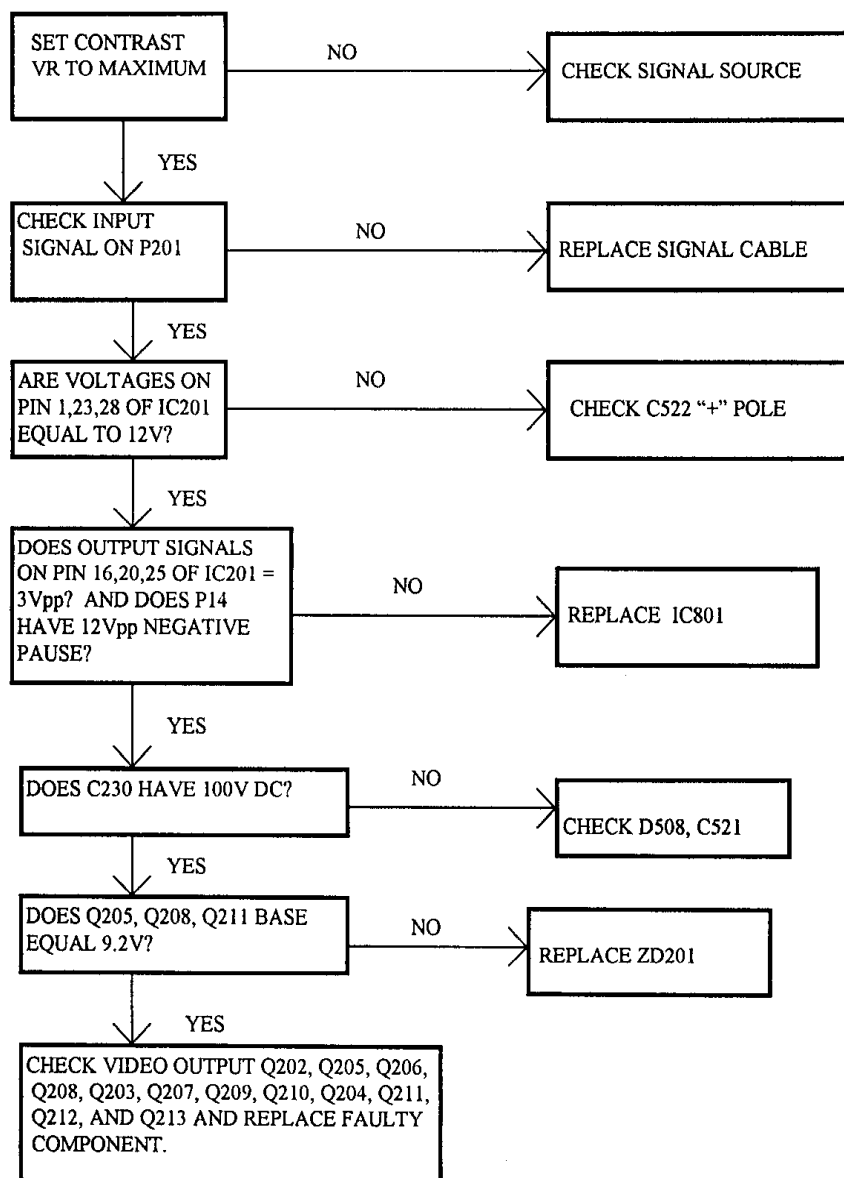 SET CONTRAST
VR TO MAXIMUM
NO
CHECK SIGNAL SOURCE
YES
CHECK INPUT
SIGNAL ON P201
NO
REPLACE SIGNAL CABLE
YES
ARE VOLTAGES ON
PIN 1,23,28 OF IC201
EQUAL TO 12V?
NO
CHECK C522 “+” POLE
YES
DOES OUTPUT SIGNALS
ON PIN 16,20,25 OF IC201 =
3Vpp? AND DOES P14
HAVE 12Vpp NEGATIVE
PAUSE?
NO
REPLACE IC801
YES
DOES C230 HAVE 100V DC?
NO
CHECK D508, C521
YES
DOES Q205, Q208, Q211 BASE
EQUAL 9.2V?
NO
REPLACE ZD201
YES
CHECK VIDEO OUTPUT Q202, Q205, Q206,
Q208, Q203, Q207, Q209, Q210, Q204, Q211,
Q212, AND Q213 AND REPLACE FAULTY
COMPONENT.